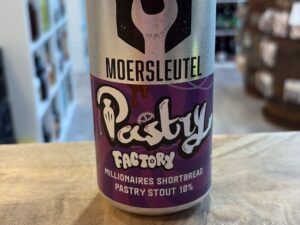 MOERSLEUTEL
Pastry
FACTORY
MILLIONAIRES SHORTBREAD
PASTRY STOUT 10%